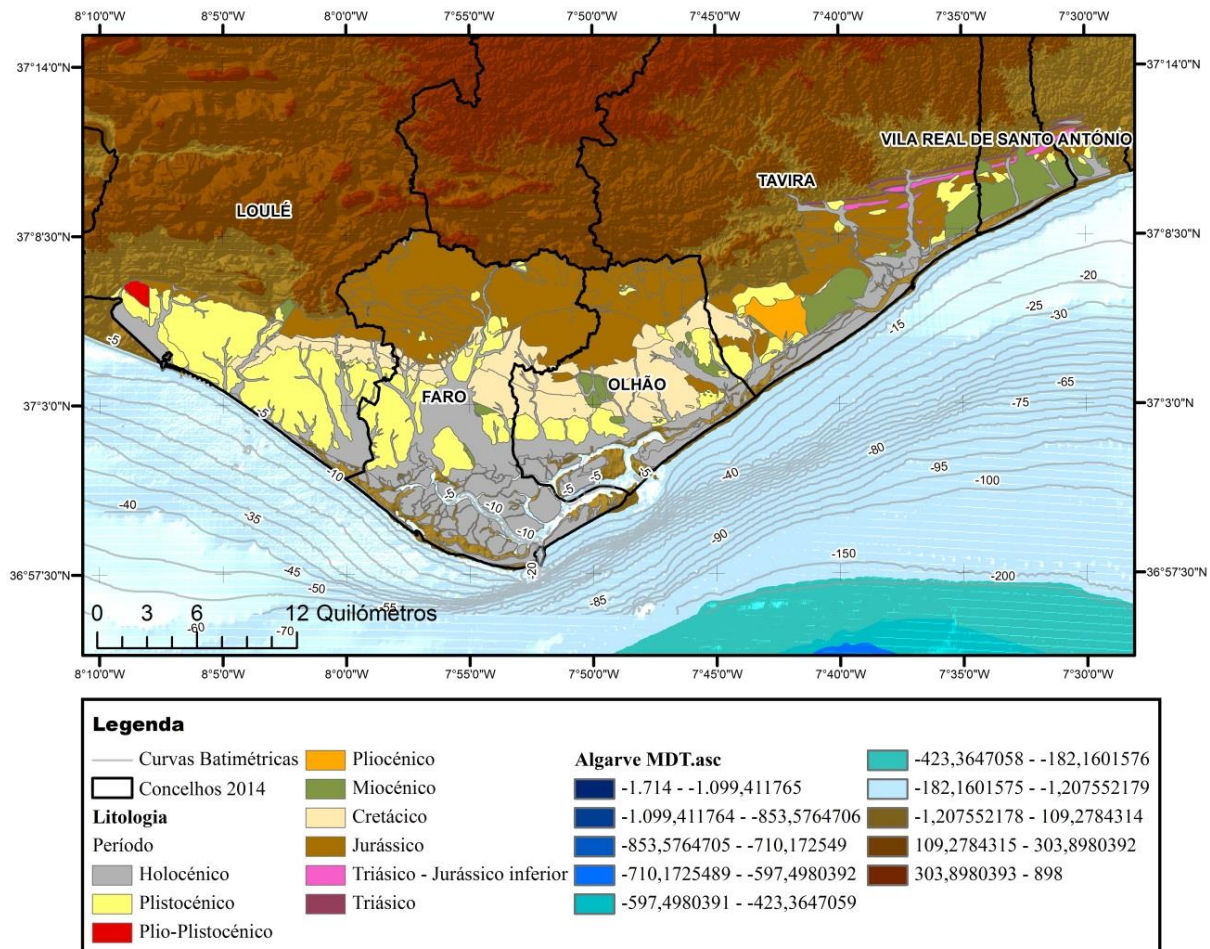 8°10'0"W 8°5'0"W 8°0'0"W 7°55'0"W 7°50'0"W 7°45'0"W 7°40'0"W 7°35'0"W 7°30'0"W
37°14'0"N 37°14'0"N
VILA REAL DE SANTO ANTÓNIO
TAVIRA
LOULÉ
37°8'30"N 37°8'30"N
-20
-25
-30
-15
-5
FARO
OLHÃO
-65
37°3'0"N 37°3'0"N
-5
-75
-80
-10
-5
-5
-5
-40
-95
-5
-100
-40
-10
-35
-10
-90
-150
36°57'30"N 36°57'30"N
-45
-20
-200
-50
-55
-85
0 3 6 12 Quilómetros
-60
-70
8°10'0"W 8°5'0"W 8°0'0"W 7°55'0"W 7°50'0"W 7°45'0"W 7°40'0"W 7°35'0"W 7°30'0"W
Legenda
Curvas Batimétricas
Concelhos 2014
Litologia
Período
Holocénico
Plistocénico
Plio-Plistocénico
Pliocénico
Miocénico
Cretácico
Jurássico
Triásico - Jurássico inferior
Triásico
Algarve MDT.asc
-1.714 - -1.099,411765
-1.099,411764 - -853,5764706
-853,5764705 - -710,172549
-710,1725489 - -597,4980392
-597,4980391 - -423,3647059
-423,3647058 - -182,1601576
-182,1601575 - -1,207552179
-1,207552178 - 109,2784314
109,2784315 - 303,8980392
303,8980393 - 898